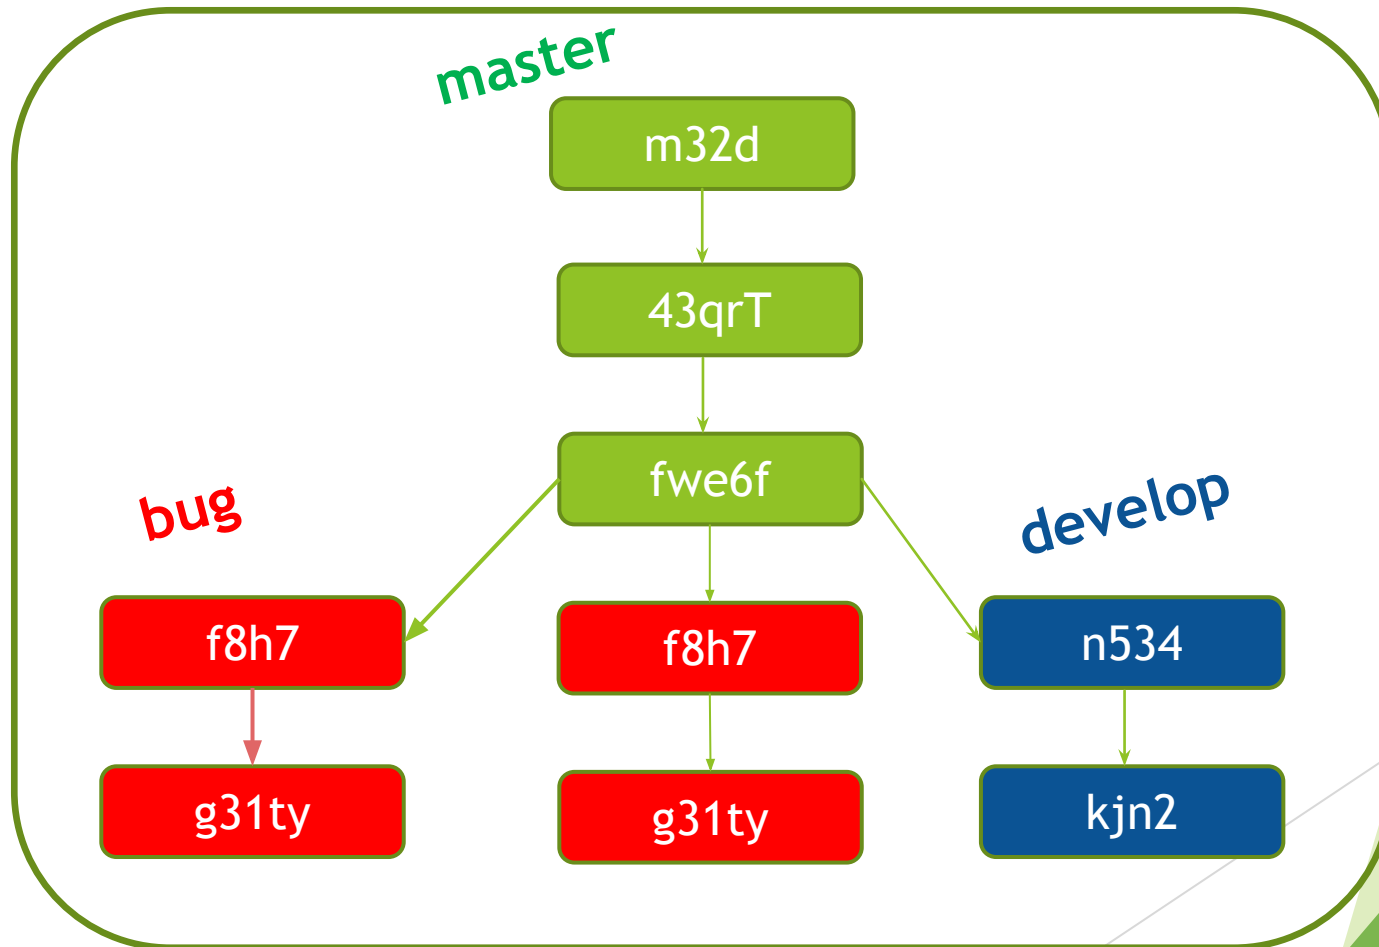 master
m32d
43qrT
fwe6f
bug
develop
f8h7
f8h7
n534
g31ty
g31ty
kjn2